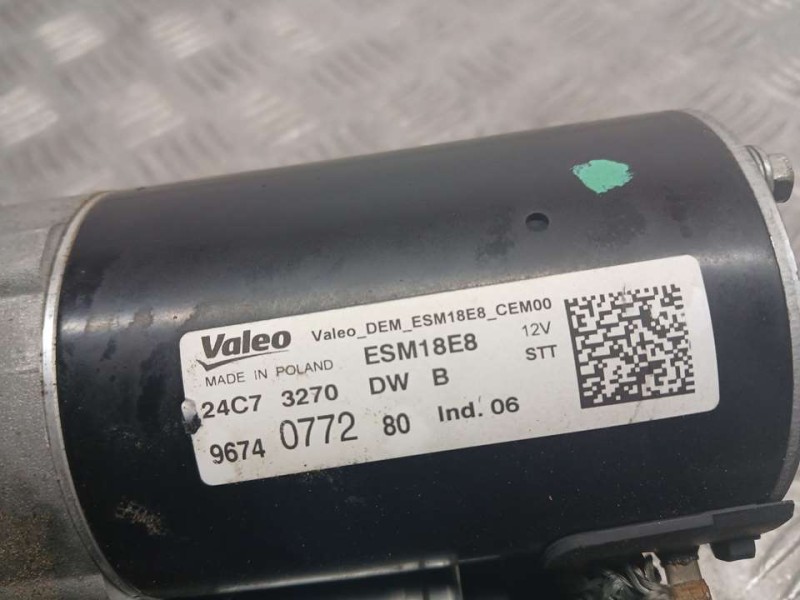 Valeo Valeo_DEM_ESM18E8_CEM00
MADE IN POLAND ESM18E8 12V
24C7 3270 DW B STT
9674 0772 80 Ind. 06